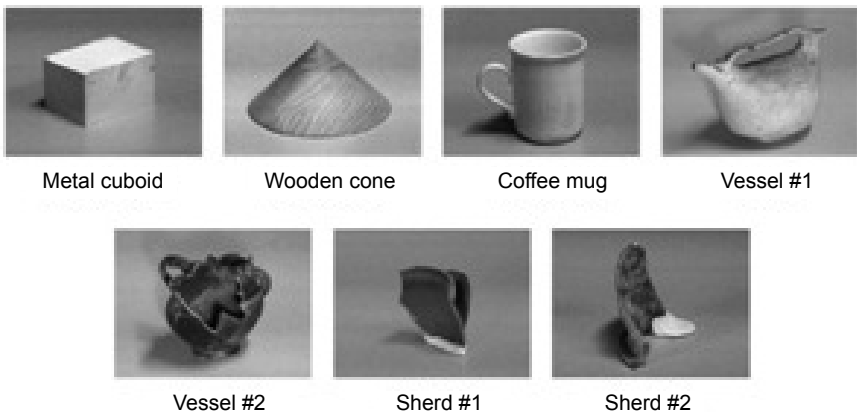 Metal cuboid
Wooden cone
Coffee mug
Vessel #1
Vessel #2
Sherd #1
Sherd #2